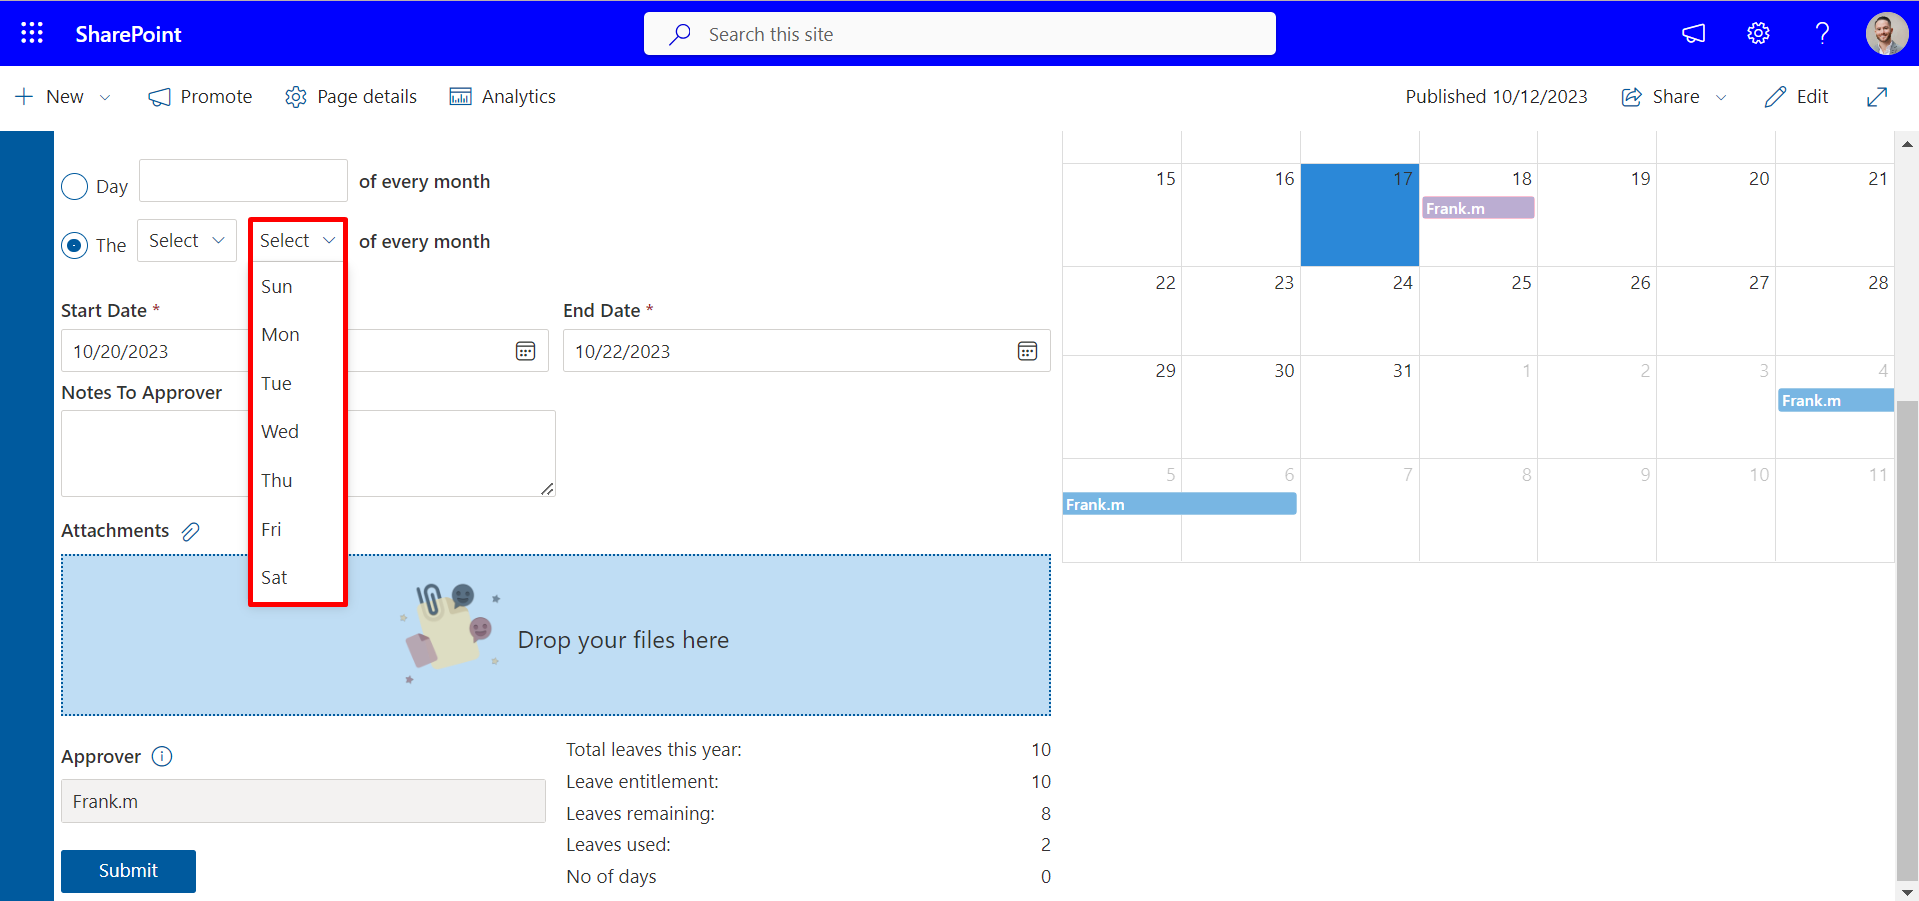 SharePoint
Search this site
New
Promote
Page details
Analytics
Published 10/12/2023
Share
Edit
Day
of every month
The
Select
Select
of every month
Sun
Mon
Tue
Wed
Thu
Fri
Sat
Start Date *
10/20/2023
End Date *
10/22/2023
Notes To Approver
Attachments
Drop your files here
Approver
Frank.m
Submit
Total leaves this year: 10
Leave entitlement: 10
Leaves remaining: 8
Leaves used: 2
No of days 0
15 16 17 18 19 20 21
Frank.m
22 23 24 25 26 27 28
29 30 31 1 2 3 4
Frank.m
5 6 7 8 9 10 11
Frank.m